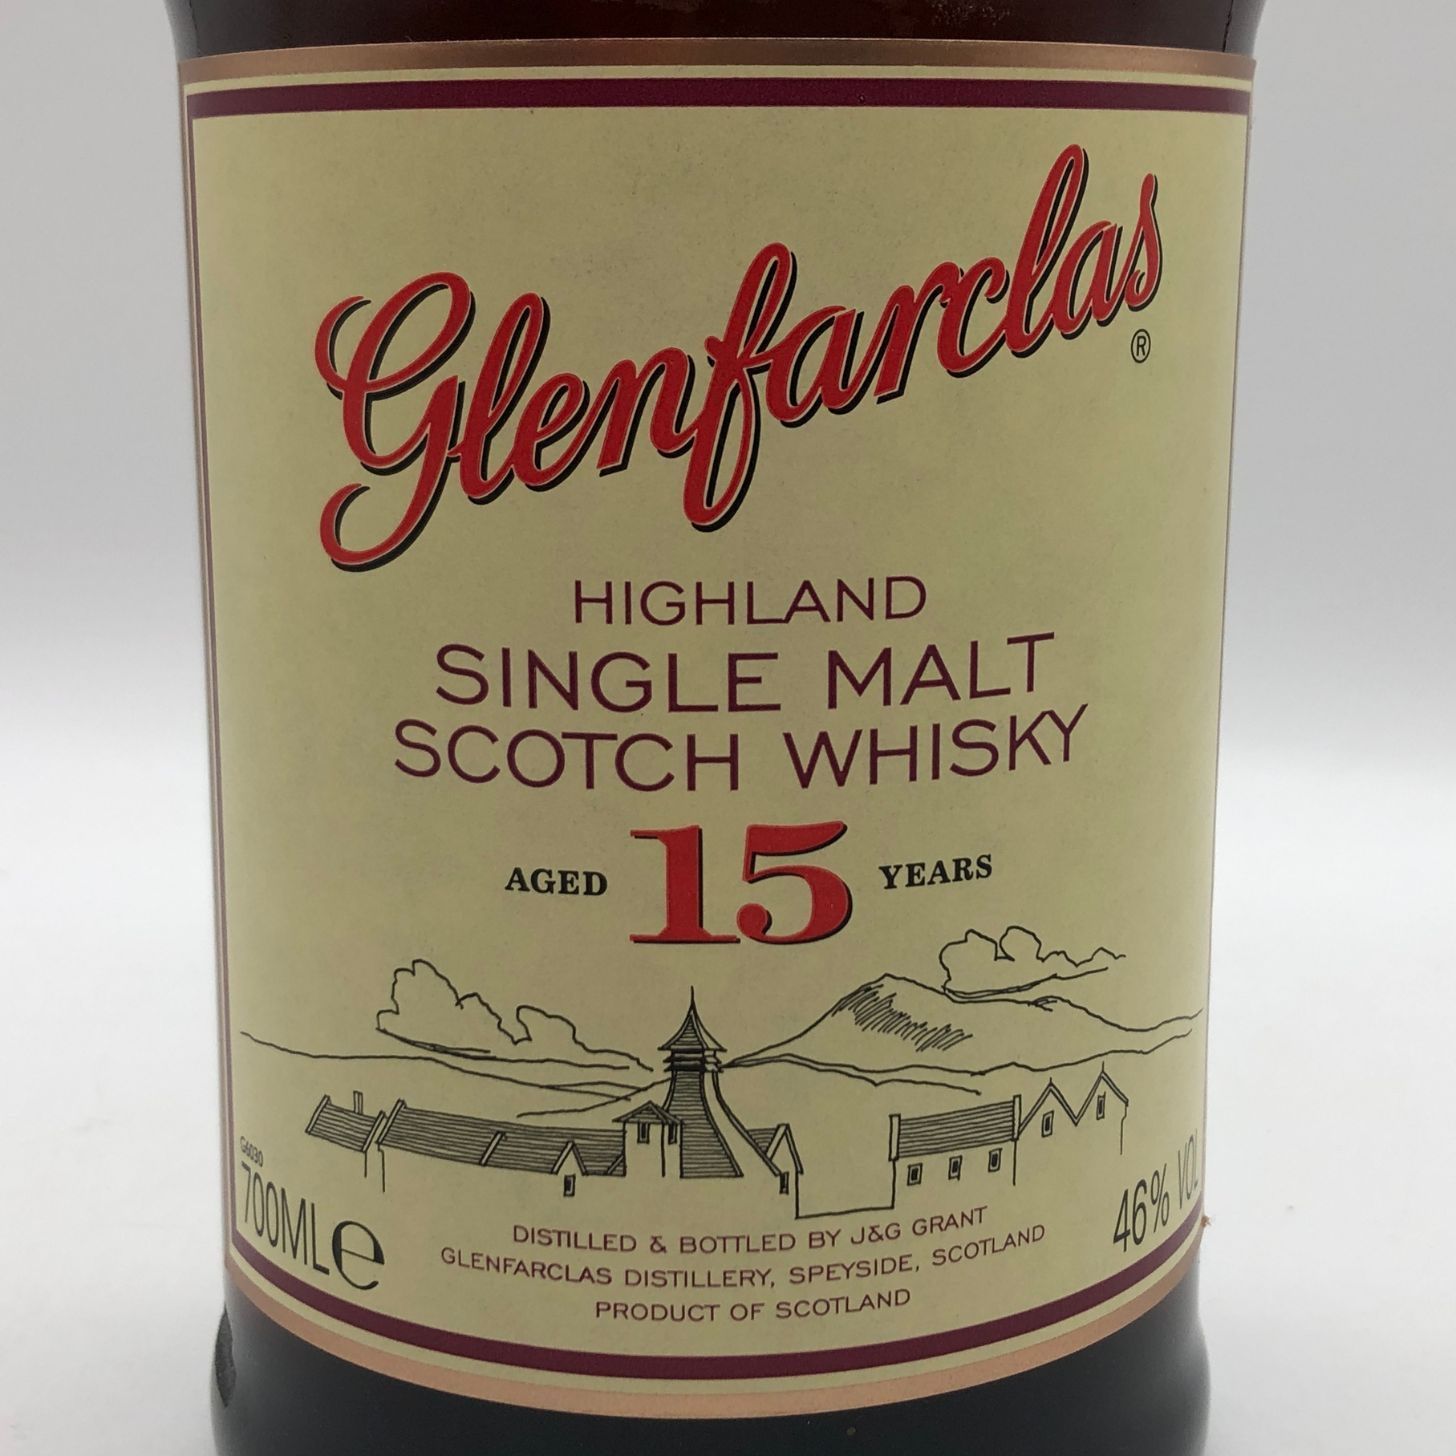 Glenfarclas
®
HIGHLAND
SINGLE MALT
SCOTCH WHISKY
AGED 15 YEARS
G6030
700ML e
46% VOL
DISTILLED & BOTTLED BY J&G GRANT
GLENFARCLAS DISTILLERY, SPEYSIDE, SCOTLAND
PRODUCT OF SCOTLAND